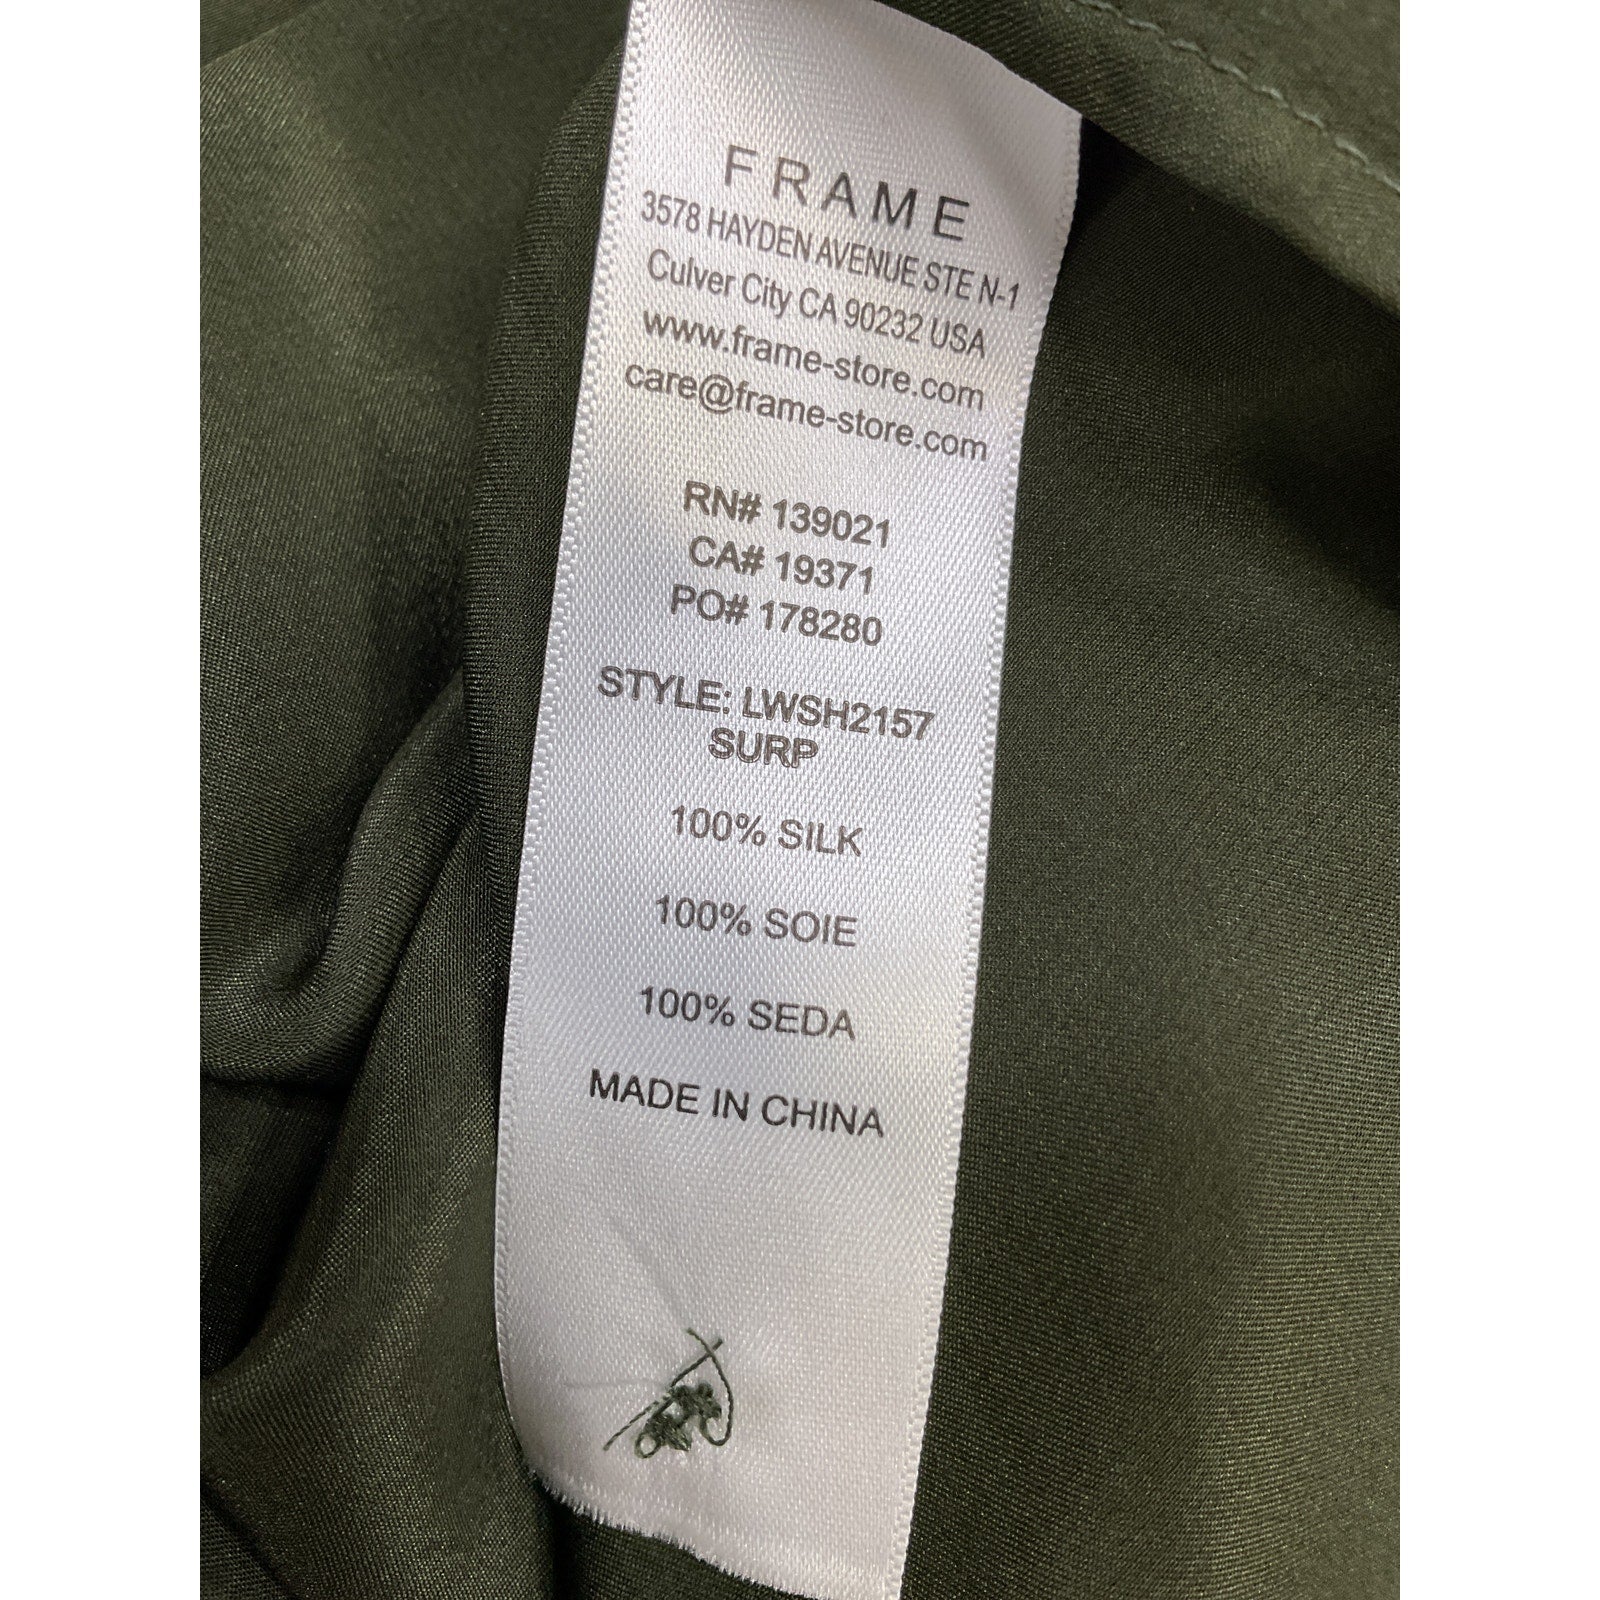 FRAME
3578 HAYDEN AVENUE STE N-1
Culver City CA 90232 USA
www.frame-store.com
care@frame-store.com
RN# 139021
CA# 19371
PO# 178280
STYLE: LWSH2157
SURP
100% SILK
100% SOIE
100% SEDA
MADE IN CHINA